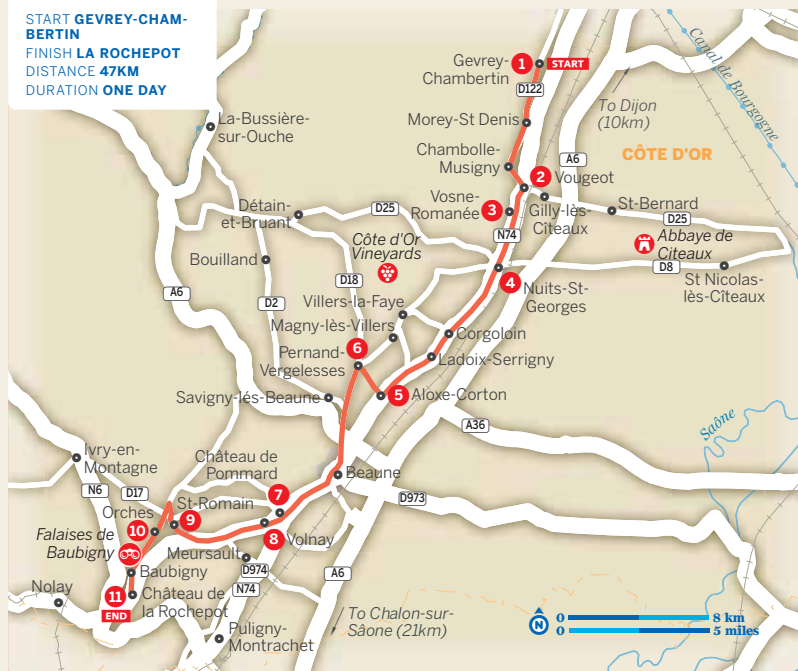 START GEVREY-CHAM-
BERTIN
FINISH LA ROCHEPOT
DISTANCE 47KM
DURATION ONE DAY
Gevrey-
Chambertin
1
START
D122
To Dijon
(10km)
Canal de Bourgogne
La-Bussière-
sur-Ouche
Morey-St Denis
Chambolle-
Musigny
A6
CÔTE D'OR
2
Vougeot
Vosne-
Romanée
3
Gilly-lès-
Cîteaux
St-Bernard
D25
Détain-
et-Bruant
D25
N74
Abbaye de
Citeaux
Côte d'Or
Vineyards
Bouilland
D8
St Nicolas-
lès-Cîteaux
D18
4
Nuits-St-
Georges
A6
D2
Villers-la-Faye
Magny-lès-Villers
Corgoloin
6
Pernand-
Vergelesses
Ladoix-Serrigny
Savigny-lés-Beaune
5
Aloxe-Corton
A36
Saône
Ivry-en-
Montagne
Château de
Pommard
Beaune
N6
D17
D973
Orches
St-Romain
7
9
10
Falaises de
Baubigny
8
Volnay
Meursault
Baubigny
D974
A6
Nolay
11
Château de
la Rochepot
N74
END
To Chalon-sur-
Sâone (21km)
Puligny-
Montrachet
N
0
8 km
0
5 miles